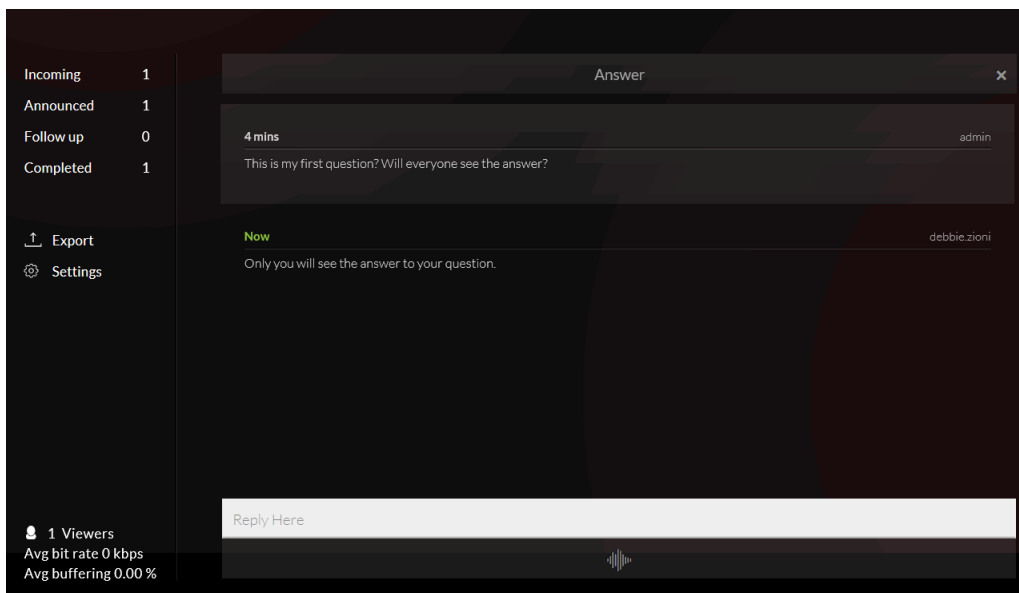 Incoming 1
Announced 1
Follow up 0
Completed 1
Export
Settings
1 Viewers
Avg bit rate 0 kbps
Avg buffering 0.00 %
Answer ×
4 mins admin
This is my first question? Will everyone see the answer?
Now debbie.zioni
Only you will see the answer to your question.
Reply Here